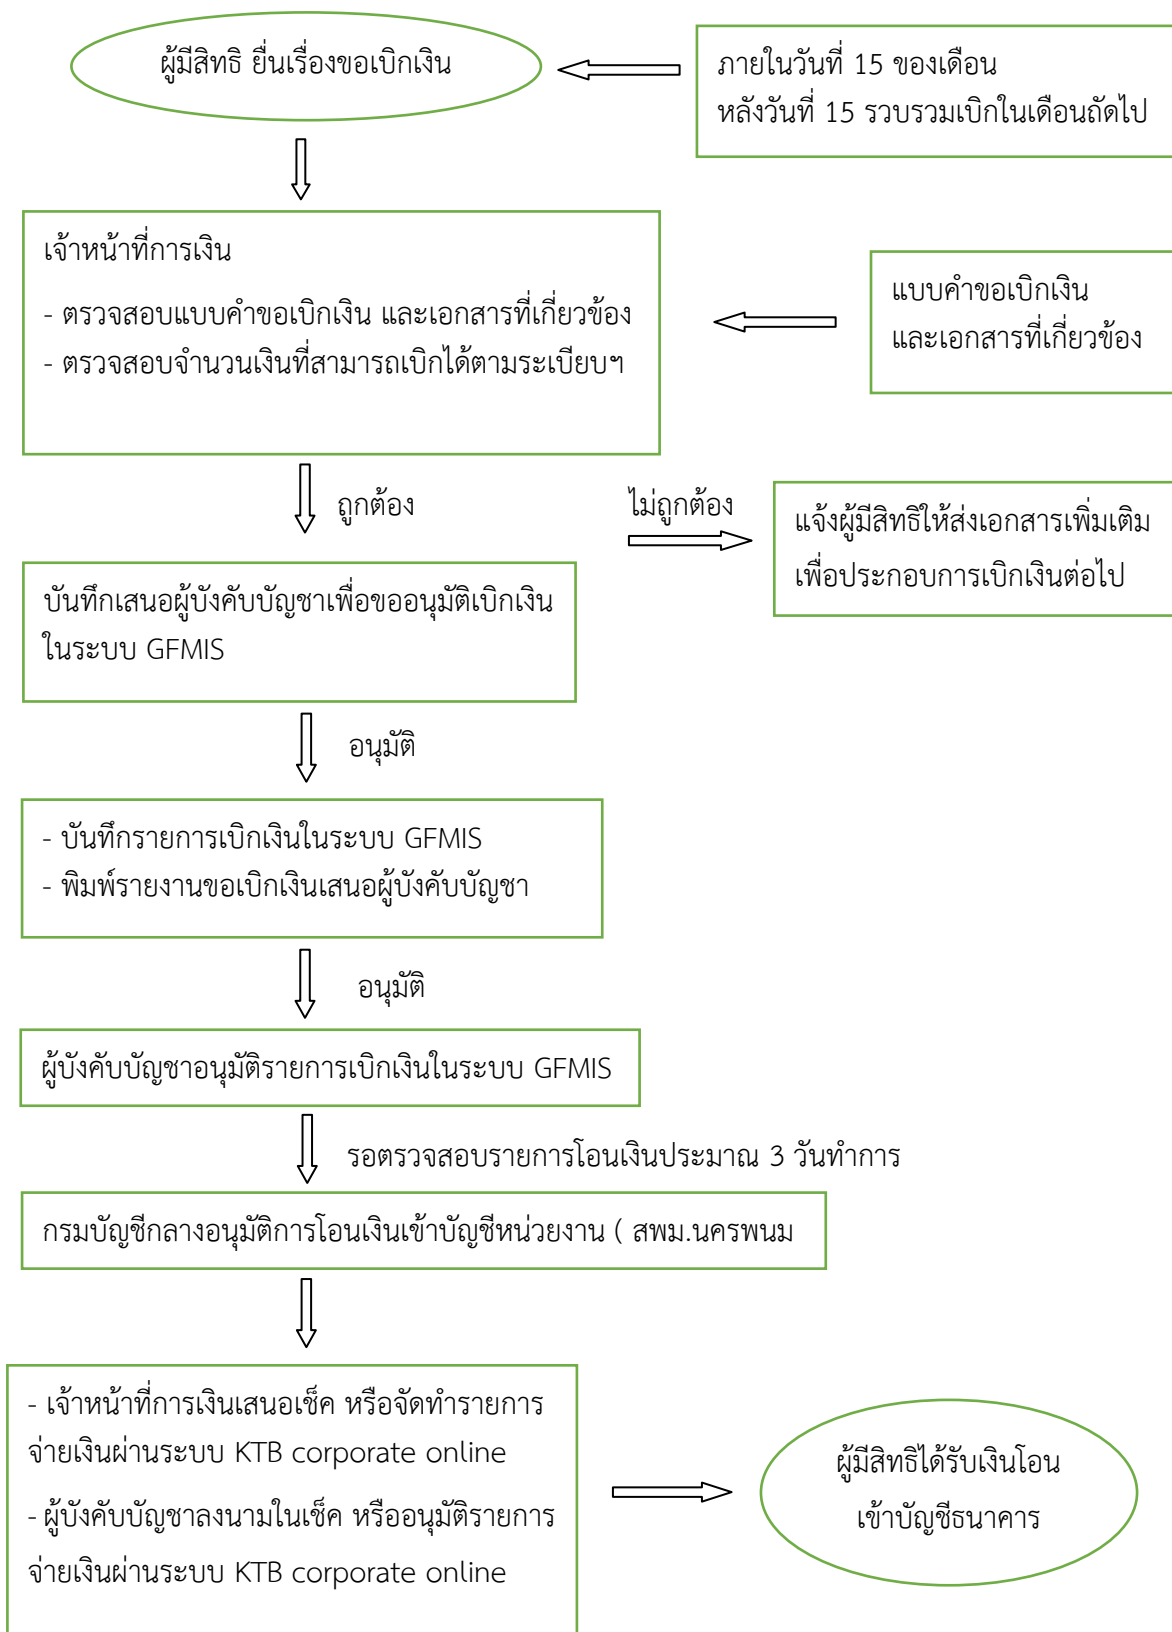 ผู้มีสิทธิ ยื่นเรื่องขอเบิกเงิน
ภายในวันที่ 15 ของเดือน
หลังวันที่ 15 รวบรวมเบิกในเดือนถัดไป
เจ้าหน้าที่การเงิน
- ตรวจสอบแบบคำขอเบิกเงิน และเอกสารที่เกี่ยวข้อง
- ตรวจสอบจำนวนเงินที่สามารถเบิกได้ตามระเบียบฯ
แบบคำขอเบิกเงิน
และเอกสารที่เกี่ยวข้อง
ถูกต้อง
ไม่ถูกต้อง
แจ้งผู้มีสิทธิให้ส่งเอกสารเพิ่มเติม
เพื่อประกอบการเบิกเงินต่อไป
บันทึกเสนอผู้บังคับบัญชาเพื่อขออนุมัติเบิกเงิน
ในระบบ GFMIS
อนุมัติ
- บันทึกรายการเบิกเงินในระบบ GFMIS
- พิมพ์รายงานขอเบิกเงินเสนอผู้บังคับบัญชา
อนุมัติ
ผู้บังคับบัญชาอนุมัติรายการเบิกเงินในระบบ GFMIS
รอตรวจสอบรายการโอนเงินประมาณ 3 วันทำการ
กรมบัญชีกลางอนุมัติการโอนเงินเข้าบัญชีหน่วยงาน ( สพม.นครพนม
- เจ้าหน้าที่การเงินเสนอเช็ค หรือจัดทำรายการ
จ่ายเงินผ่านระบบ KTB corporate online
- ผู้บังคับบัญชาลงนามในเช็ค หรืออนุมัติรายการ
จ่ายเงินผ่านระบบ KTB corporate online
ผู้มีสิทธิได้รับเงินโอน
เข้าบัญชีธนาคาร